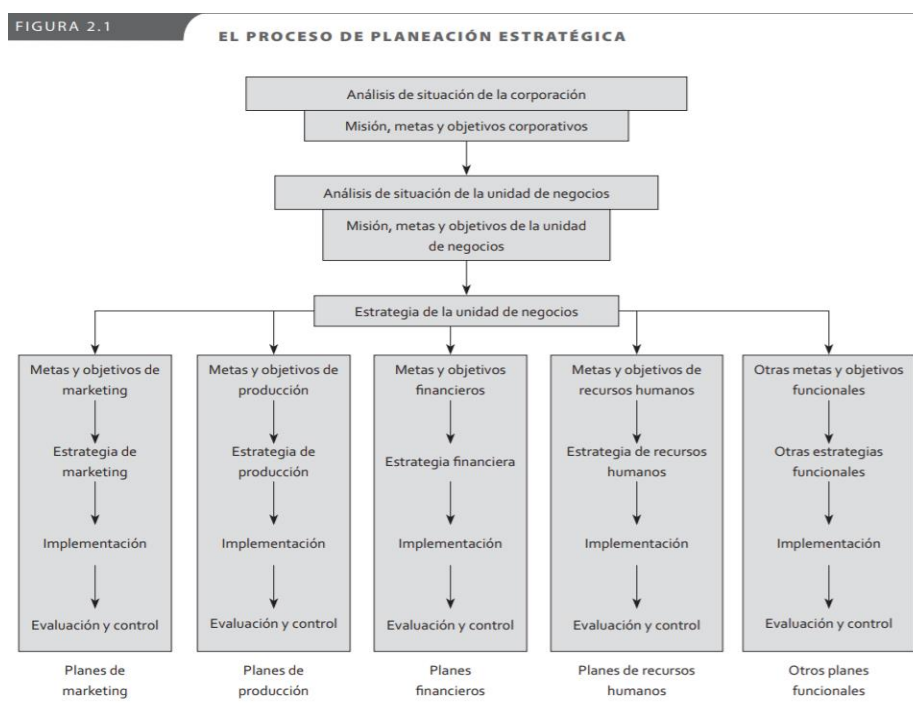 FIGURA 2.1
EL PROCESO DE PLANEACIÓN ESTRATÉGICA
Análisis de situación de la corporación
Misión, metas y objetivos corporativos
Análisis de situación de la unidad de negocios
Misión, metas y objetivos de la unidad
de negocios
Estrategia de la unidad de negocios
Metas y objetivos de
marketing
Estrategia de
marketing
Implementación
Evaluación y control
Planes de
marketing
Metas y objetivos de
producción
Estrategia de
producción
Implementación
Evaluación y control
Planes de
producción
Metas y objetivos
financieros
Estrategia financiera
Implementación
Evaluación y control
Planes
financieros
Metas y objetivos de
recursos humanos
Estrategia de recursos
humanos
Implementación
Evaluación y control
Planes de recursos
humanos
Otras metas y objetivos
funcionales
Otras estrategias
funcionales
Implementación
Evaluación y control
Otros planes
funcionales